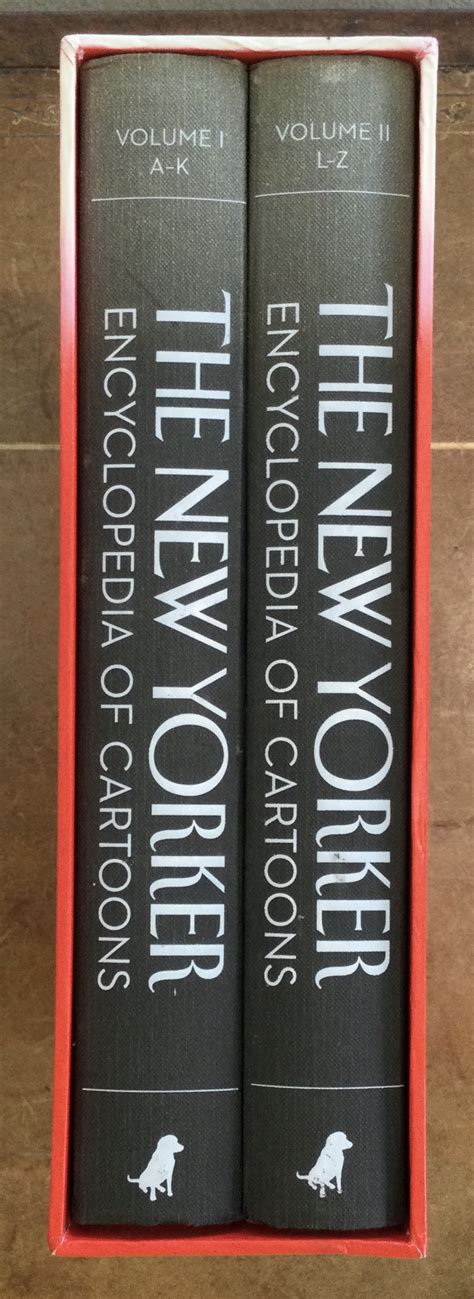 VOLUME I
A-K
THE NEW YORKER
ENCYCLOPEDIA OF CARTOONS
VOLUME II
L-Z
THE NEW YORKER
ENCYCLOPEDIA OF CARTOONS